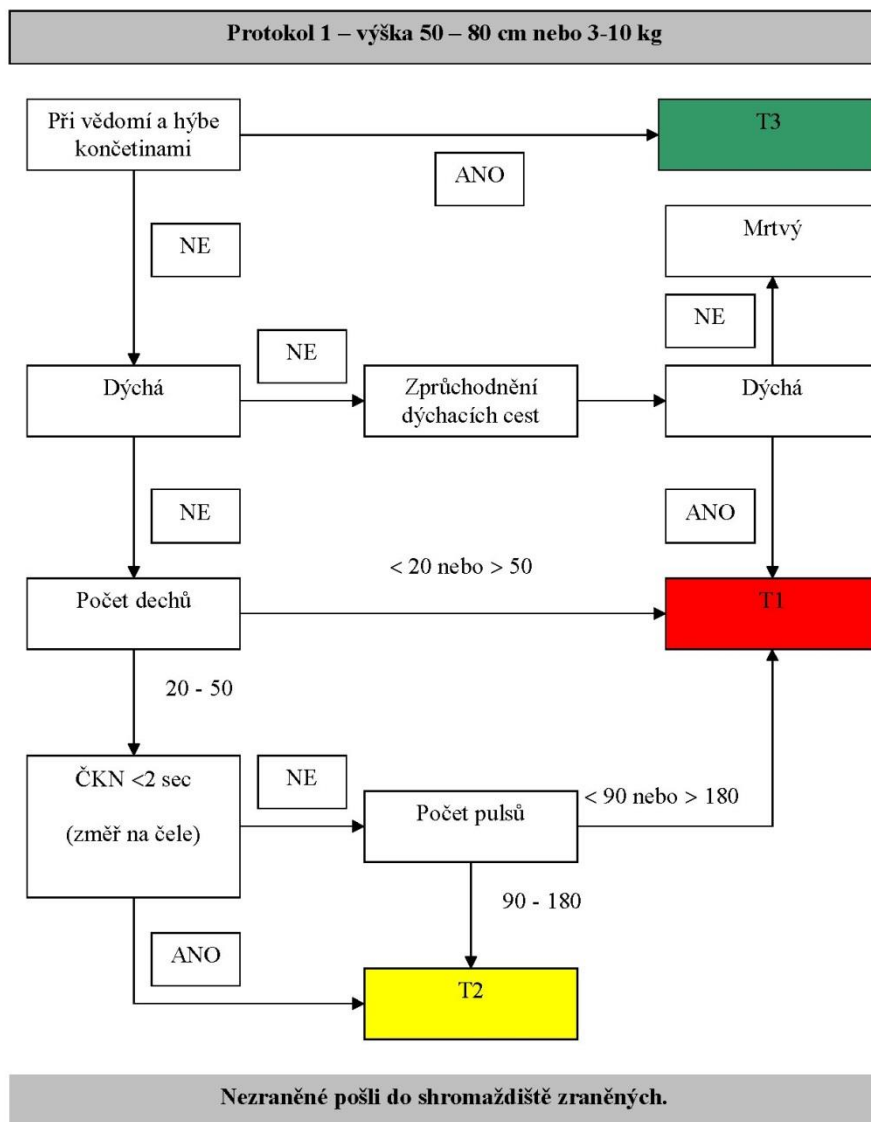 Protokol 1 – výška 50 – 80 cm nebo 3-10 kg
Při vědomí a hýbe
končetinami
T3
ANO
NE
Mrtvý
NE
NE
Dýchá
Zprůchodnění
dýchacích cest
Dýchá
NE
ANO
< 20 nebo > 50
Počet dechů
T1
20 - 50
ČKN <2 sec
(změř na čele)
NE
Počet pulsů
< 90 nebo > 180
90 - 180
ANO
T2
Nezraněné pošli do shromaždiště zraněných.